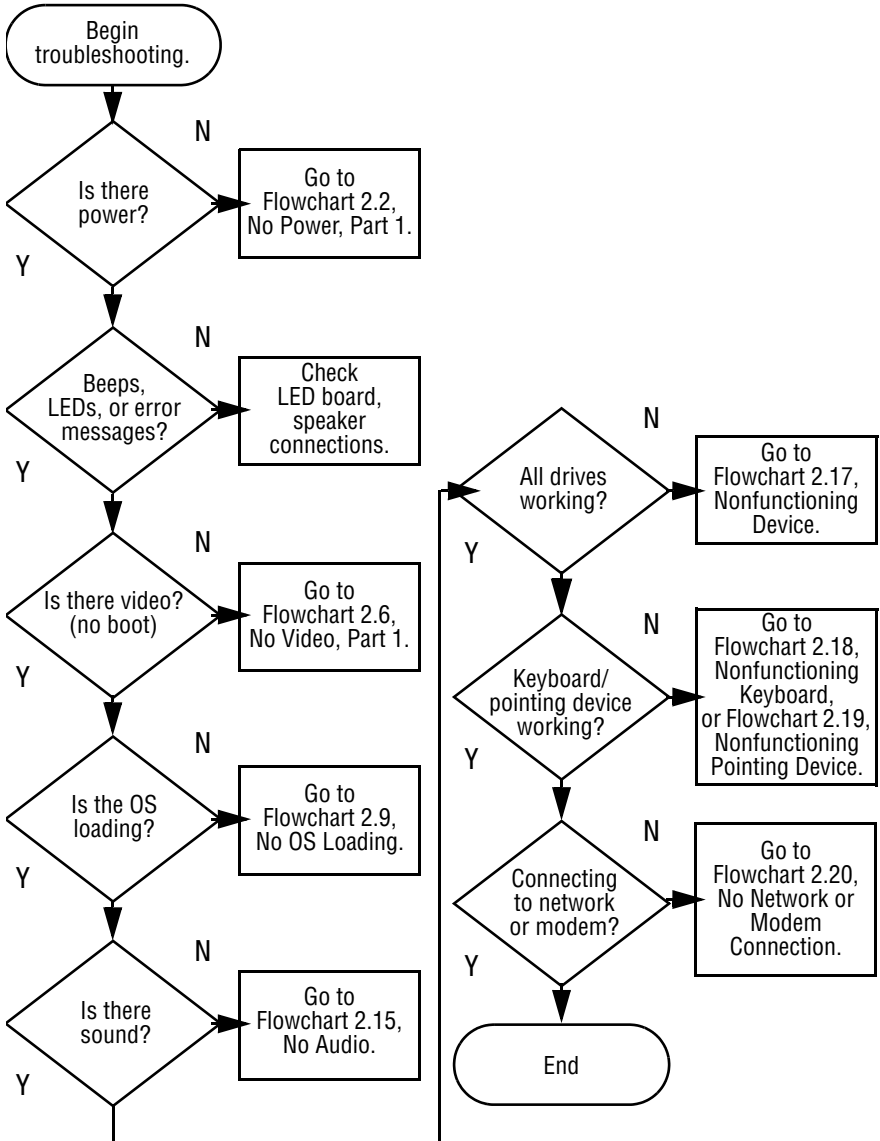 Begin
troubleshooting.
N
Is there
power?
Go to
Flowchart 2.2,
No Power, Part 1.
Y
N
Beeps,
LEDs, or error
messages?
Check
LED board,
speaker
connections.
Y
N
Is there video?
(no boot)
Go to
Flowchart 2.6,
No Video, Part 1.
Y
N
Is the OS
loading?
Go to
Flowchart 2.9,
No OS Loading.
Y
N
Is there
sound?
Go to
Flowchart 2.15,
No Audio.
Y
N
All drives
working?
Go to
Flowchart 2.17,
Nonfunctioning
Device.
Y
N
Keyboard/
pointing device
working?
Go to
Flowchart 2.18,
Nonfunctioning
Keyboard,
or Flowchart 2.19,
Nonfunctioning
Pointing Device.
Y
N
Connecting
to network
or modem?
Go to
Flowchart 2.20,
No Network or
Modem
Connection.
Y
End